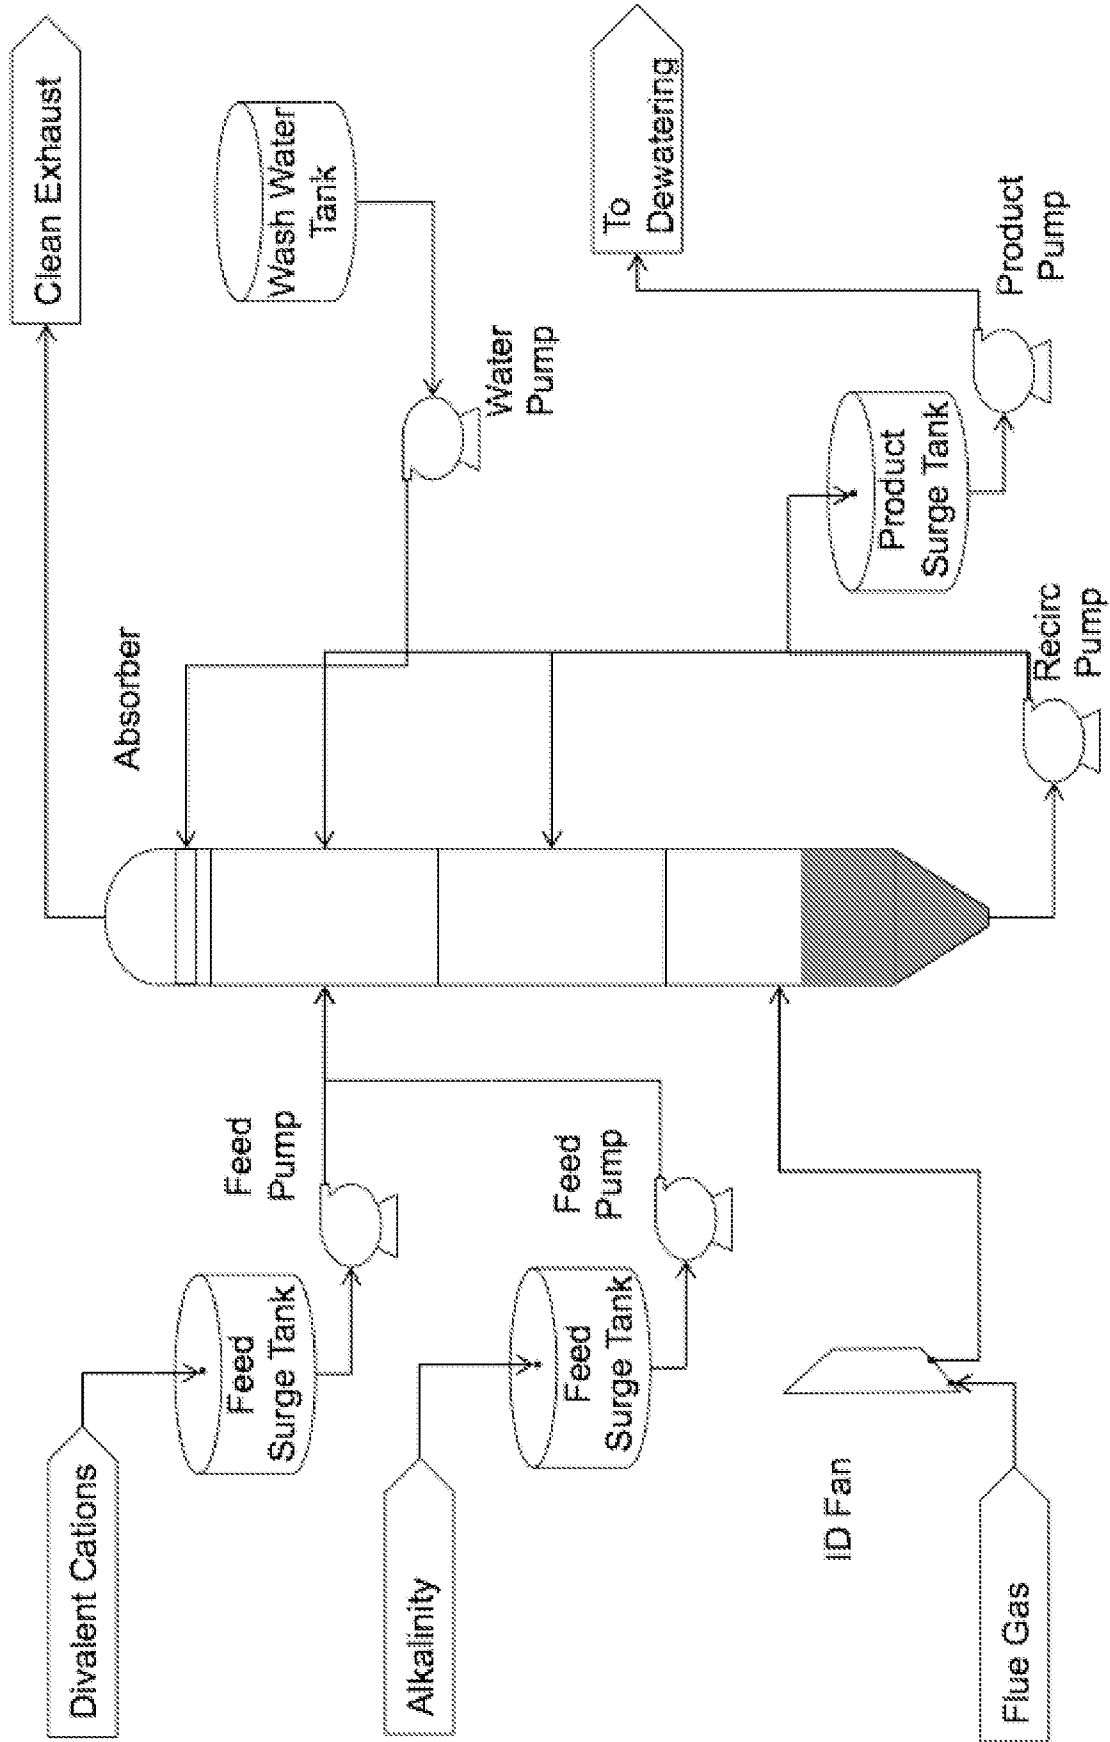 Divalent Cations
Feed
Surge Tank
Feed
Pump
Alkalinity
Feed
Surge Tank
Feed
Pump
Flue Gas
ID Fan
Absorber
Clean Exhaust
Wash Water
Tank
Water
Pump
Recirc
Pump
Product
Surge Tank
Product
Pump
To
Dewatering